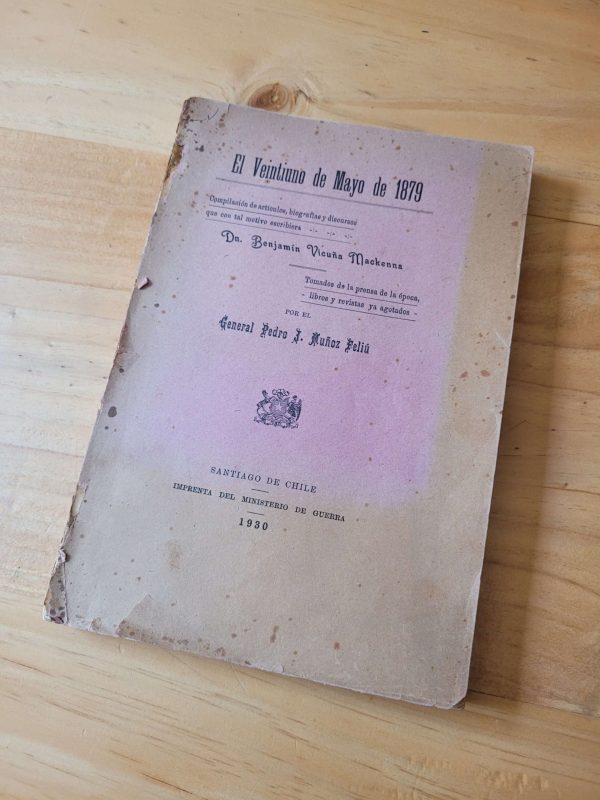 El Veintiuno de Mayo de 1879
Compilación de artículos, biografías y discursos
que con tal motivo escribiera -:- -:- -:-
Dn. Benjamín Vicuña Mackenna
Tomados de la prensa de la época,
- libros y revistas ya agotados -
POR EL
General Pedro J. Muñoz Feliú
SANTIAGO DE CHILE
IMPRENTA DEL MINISTERIO DE GUERRA
1930